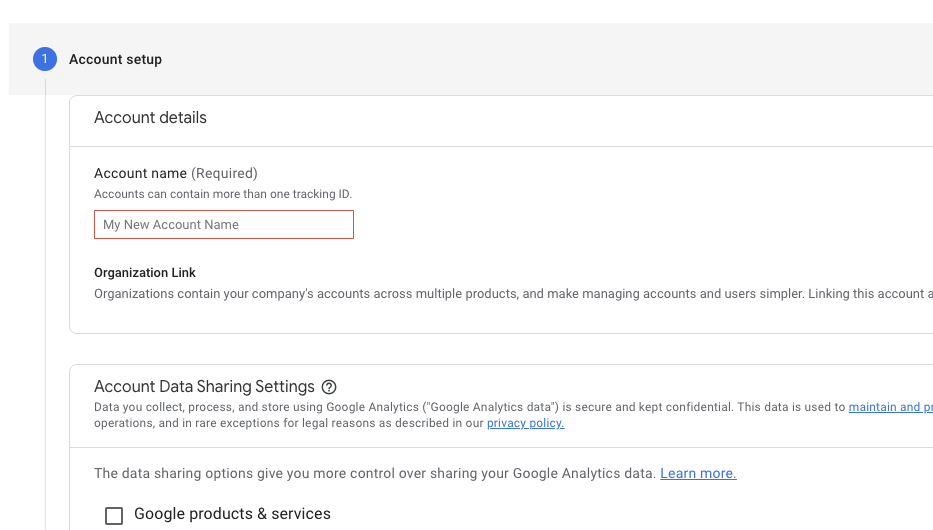 1 Account setup
Account details
Account name (Required)
Accounts can contain more than one tracking ID.
My New Account Name
Organization Link
Organizations contain your company's accounts across multiple products, and make managing accounts and users simpler. Linking this account a
Account Data Sharing Settings ?
Data you collect, process, and store using Google Analytics ("Google Analytics data") is secure and kept confidential. This data is used to maintain and pr
operations, and in rare exceptions for legal reasons as described in our privacy policy.
The data sharing options give you more control over sharing your Google Analytics data. Learn more.
Google products & services